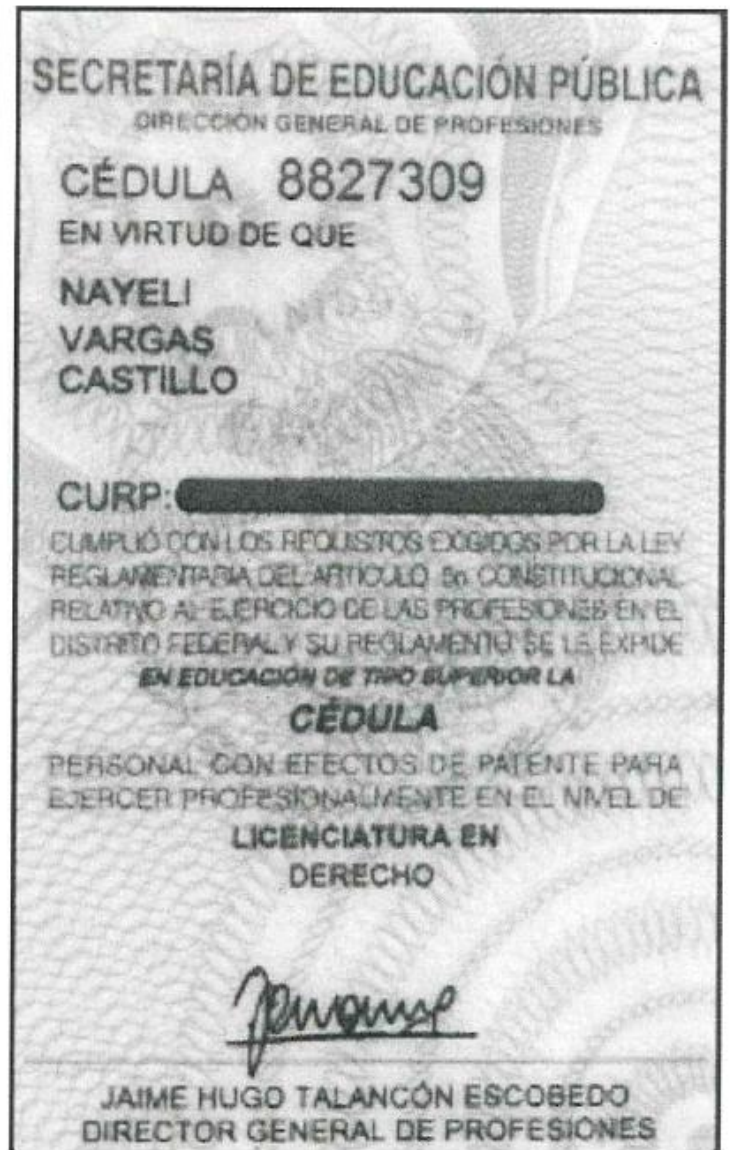 SECRETARÍA DE EDUCACIÓN PÚBLICA
DIRECCIÓN GENERAL DE PROFESIONES
CÉDULA 8827309
EN VIRTUD DE QUE
NAYELI
VARGAS
CASTILLO
CURP:
CUMPLIÓ CON LOS REQUISITOS EXIGIDOS POR LA LEY
REGLAMENTARIA DEL ARTICULO 5o CONSTITUCIONAL
RELATIVO AL EJERCICIO DE LAS PROFESIONES EN EL
DISTRITO FEDERAL Y SU REGLAMENTO SE LE EXPIDE
EN EDUCACIÓN DE TIPO SUPERIOR LA
CÉDULA
PERSONAL CON EFECTOS DE PATENTE PARA
EJERCER PROFESIONALMENTE EN EL NIVEL DE
LICENCIATURA EN
DERECHO
JAIME HUGO TALANCÓN ESCOBEDO
DIRECTOR GENERAL DE PROFESIONES